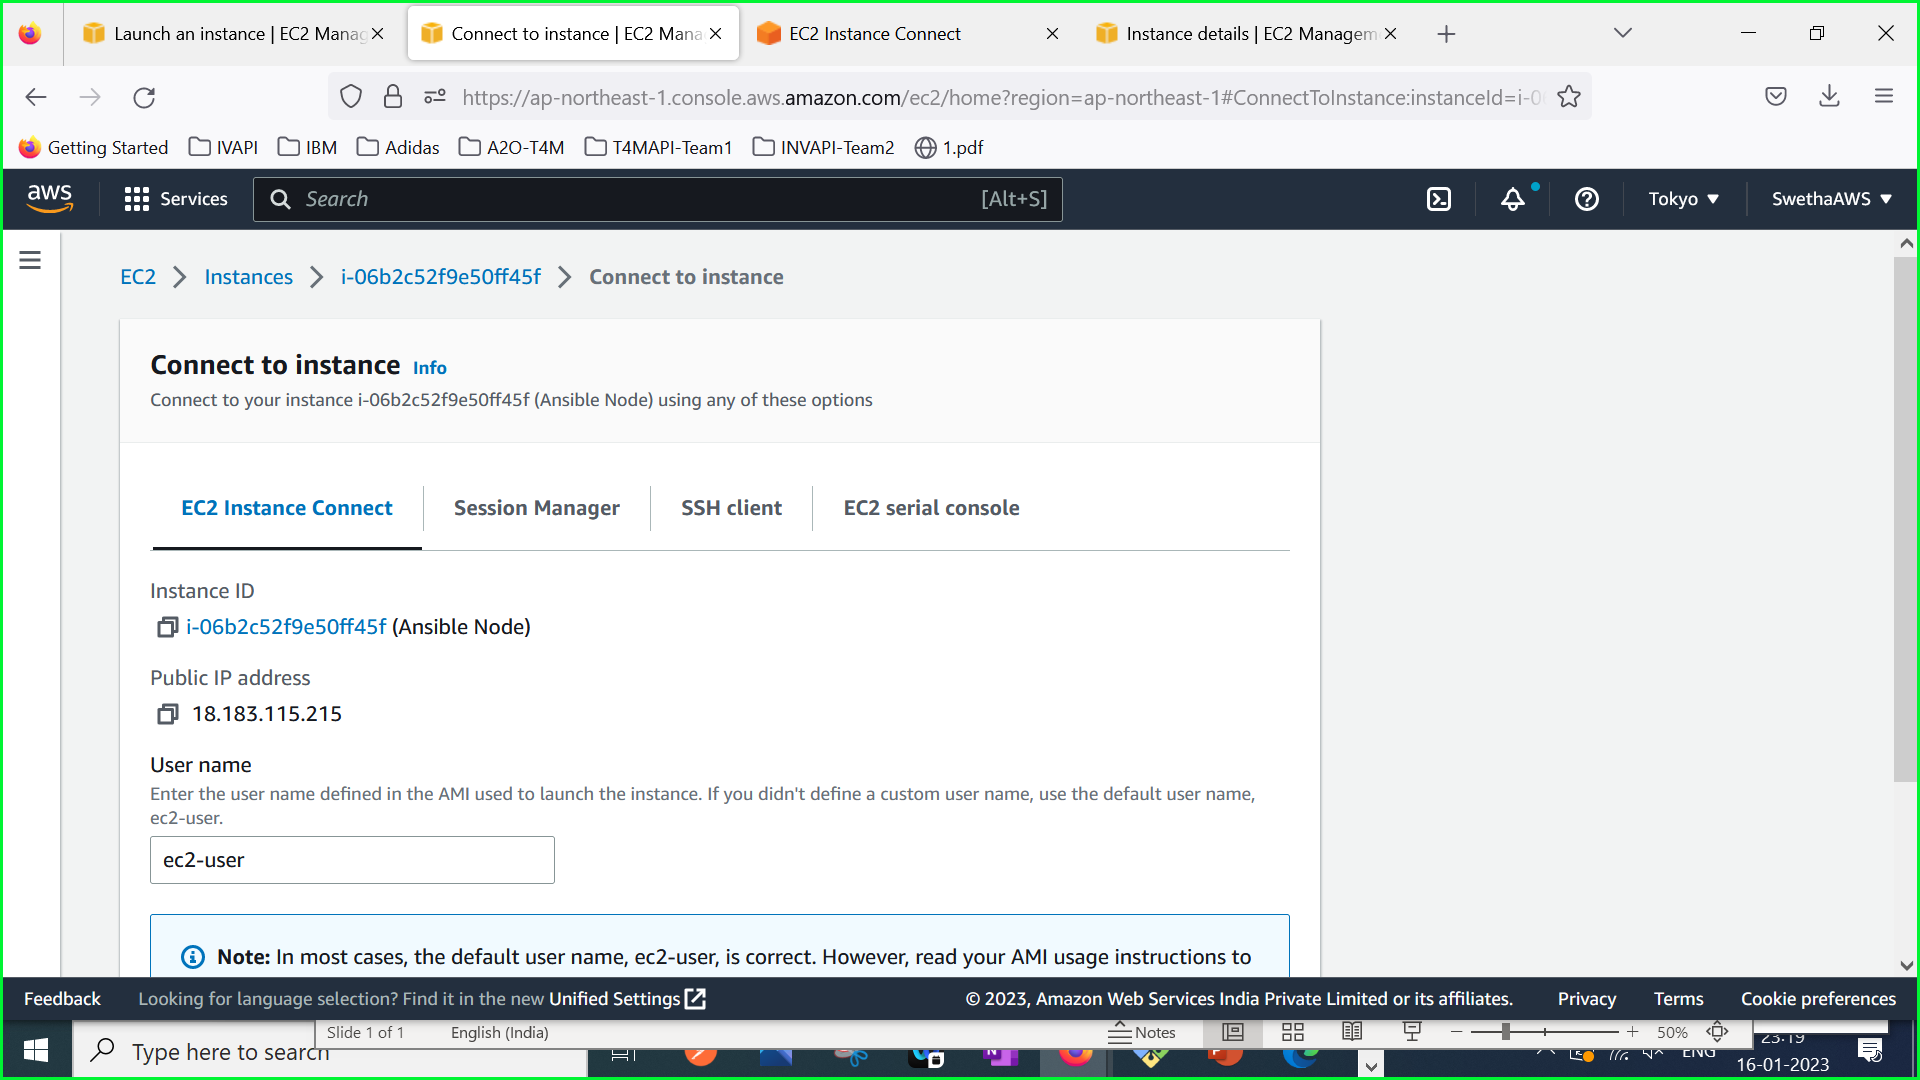 Launch an instance | EC2 Manag
Connect to instance | EC2 Mana
EC2 Instance Connect
Instance details | EC2 Managem
https://ap-northeast-1.console.aws.amazon.com/ec2/home?region=ap-northeast-1#ConnectToInstance:instanceId=i-0
Getting Started IVAPI IBM Adidas A2O-T4M T4MAPI-Team1 INVAPI-Team2 1.pdf
aws Services Search [Alt+S] Tokyo SwethaAWS
EC2 Instances i-06b2c52f9e50ff45f Connect to instance
Connect to instance Info
Connect to your instance i-06b2c52f9e50ff45f (Ansible Node) using any of these options
EC2 Instance Connect Session Manager SSH client EC2 serial console
Instance ID
i-06b2c52f9e50ff45f (Ansible Node)
Public IP address
18.183.115.215
User name
Enter the user name defined in the AMI used to launch the instance. If you didn't define a custom user name, use the default user name,
ec2-user.
ec2-user
Note: In most cases, the default user name, ec2-user, is correct. However, read your AMI usage instructions to
Feedback Looking for language selection? Find it in the new Unified Settings © 2023, Amazon Web Services India Private Limited or its affiliates. Privacy Terms Cookie preferences
Slide 1 of 1 English (India) Notes 50%
Type here to search ENG 23:19
16-01-2023